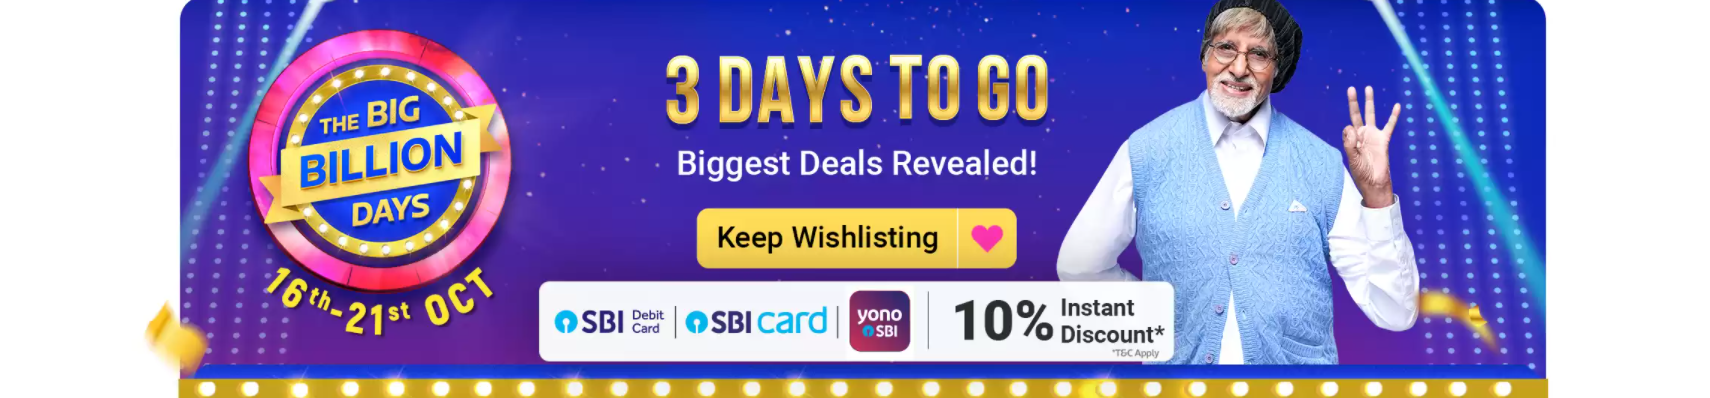 THE BIG
BILLION
DAYS
16th-21st OCT
3 DAYS TO GO
Biggest Deals Revealed!
Keep Wishlisting
SBI Debit Card | SBI card | yono SBI | 10% Instant Discount*
*T&C Apply